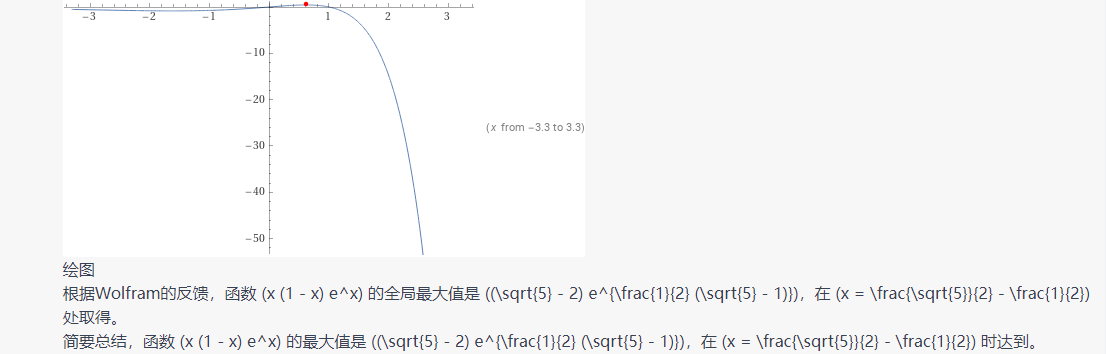 −3 −2 −1 1 2 3
−10
−20
(x from −3.3 to 3.3)
−30
−40
−50
绘图
根据Wolfram的反馈，函数 (x (1 - x) e^x) 的全局最大值是 ((\sqrt{5} - 2) e^{\frac{1}{2} (\sqrt{5} - 1)})，在 (x = \frac{\sqrt{5}}{2} - \frac{1}{2})
处取得。
简要总结，函数 (x (1 - x) e^x) 的最大值是 ((\sqrt{5} - 2) e^{\frac{1}{2} (\sqrt{5} - 1)})，在 (x = \frac{\sqrt{5}}{2} - \frac{1}{2}) 时达到。